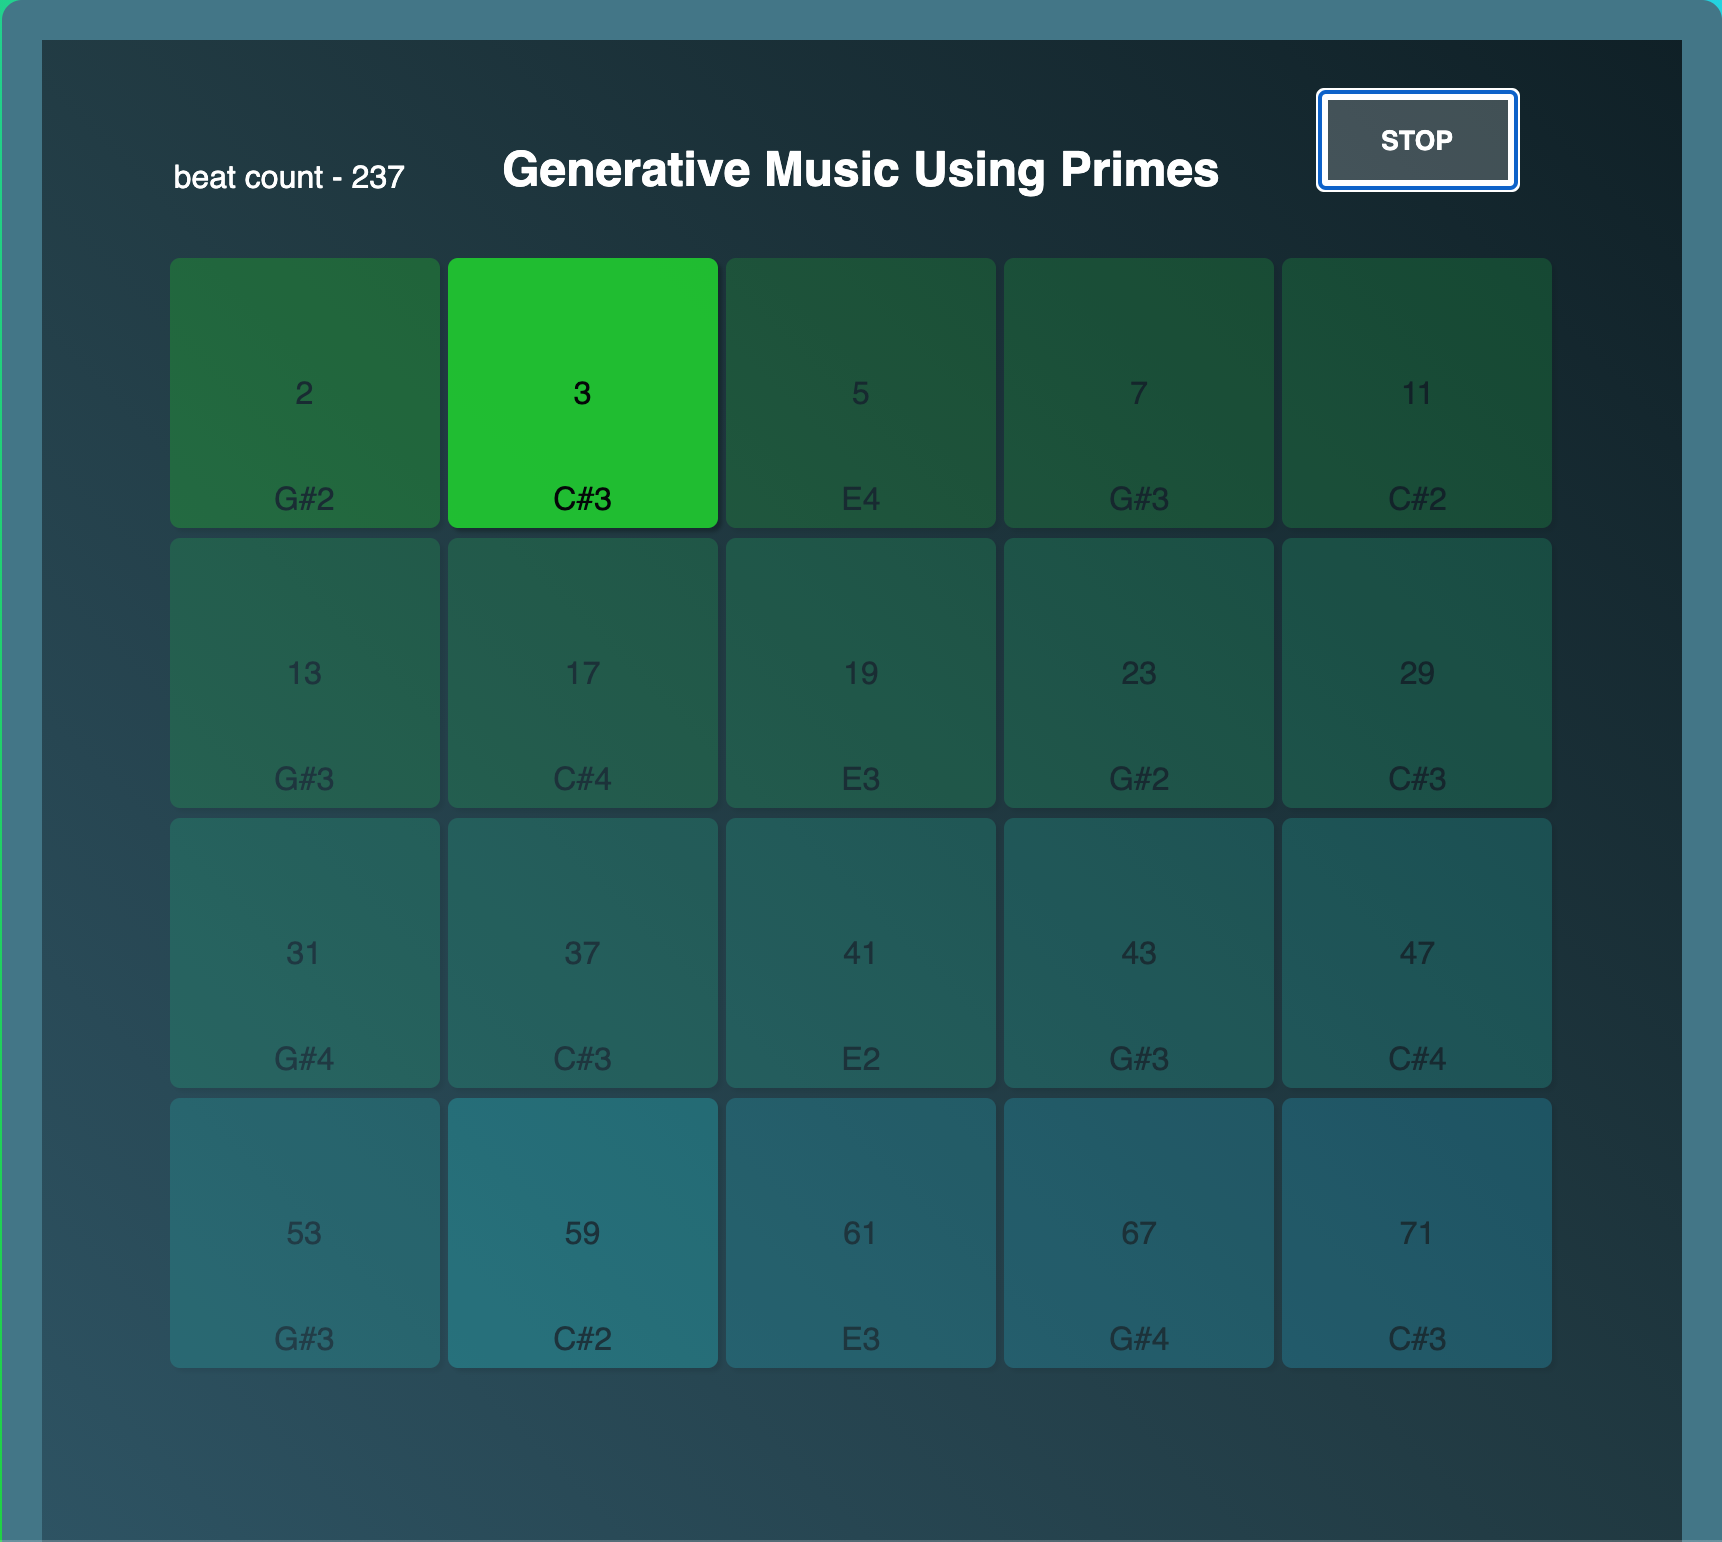 STOP
beat count - 237
Generative Music Using Primes
2 3 5 7 11
G#2 C#3 E4 G#3 C#2
13 17 19 23 29
G#3 C#4 E3 G#2 C#3
31 37 41 43 47
G#4 C#3 E2 G#3 C#4
53 59 61 67 71
G#3 C#2 E3 G#4 C#3